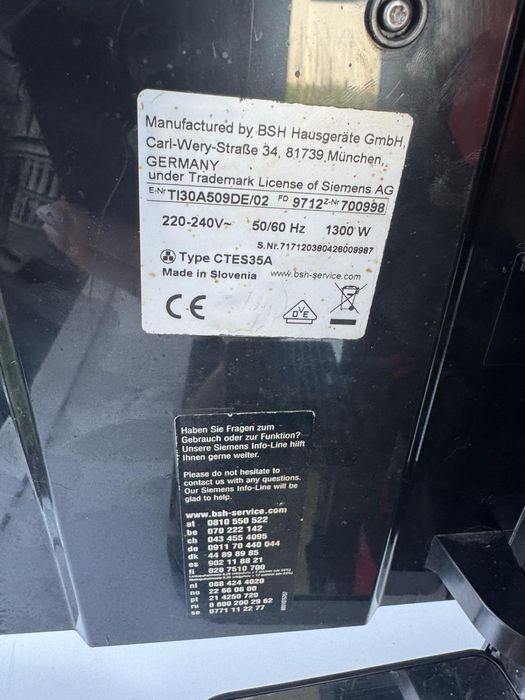 Manufactured by BSH Hausgeräte GmbH,
Carl-Wery-Straße 34, 81739 München,
GERMANY
under Trademark License of Siemens AG
E-Nr TI30A509DE/02 FD 9712 Z-Nr 700998
220-240V~ 50/60 Hz 1300 W
S.Nr. 717120380426009987
Type CTES35A
Made in Slovenia www.bsh-service.com
CE
DVE
Haben Sie Fragen zum
Gebrauch oder zur Funktion?
Unsere Siemens Info-Line hilft
Ihnen gerne weiter.
Please do not hesitate to
contact us with any questions.
Our Siemens Info-Line will be
glad to help.
www.bsh-service.com
at 0810 550 522
be 070 222 142
ch 043 455 4095
de 0911 70 440 044
dk 44 89 89 85
es 902 11 88 21
fi 020 7510 700
nl 088 424 4020
no 22 66 06 00
pt 21 4250 720
ru 8 800 200 29 62
se 0771 11 22 77